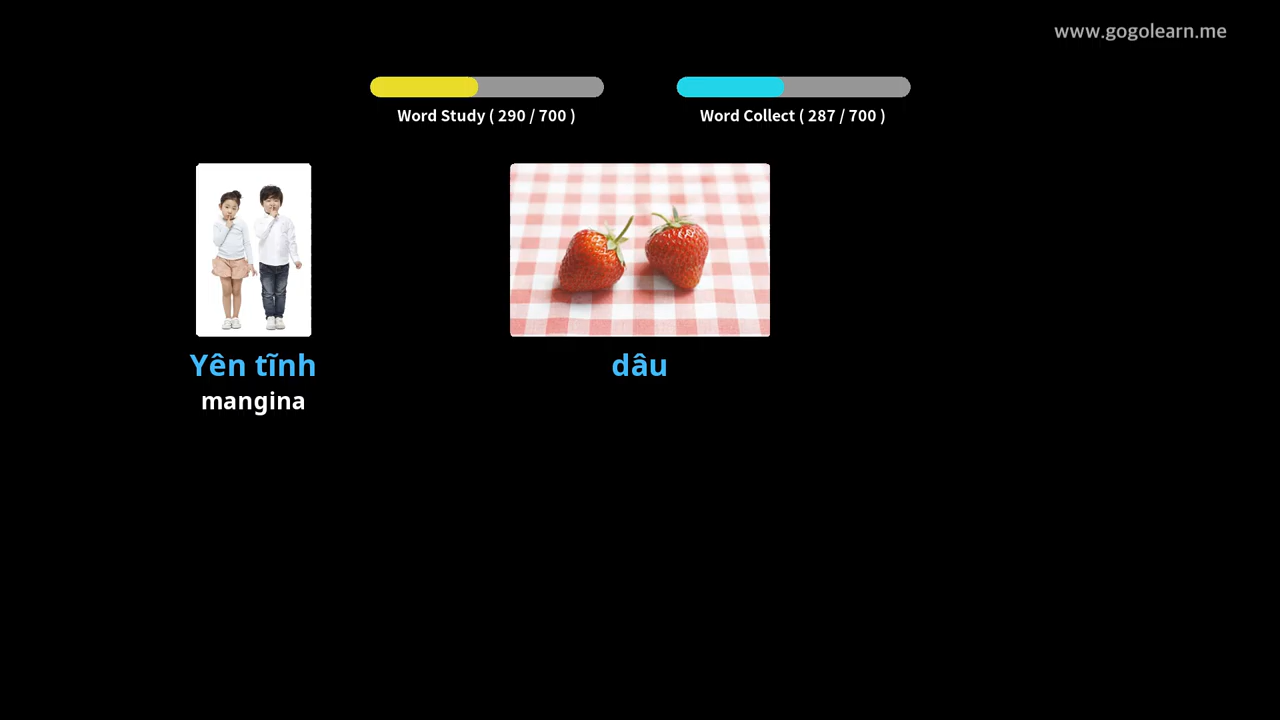 www.gogolearn.me
Word Study ( 290 / 700 )
Word Collect ( 287 / 700 )
Yên tĩnh
mangina
dâu